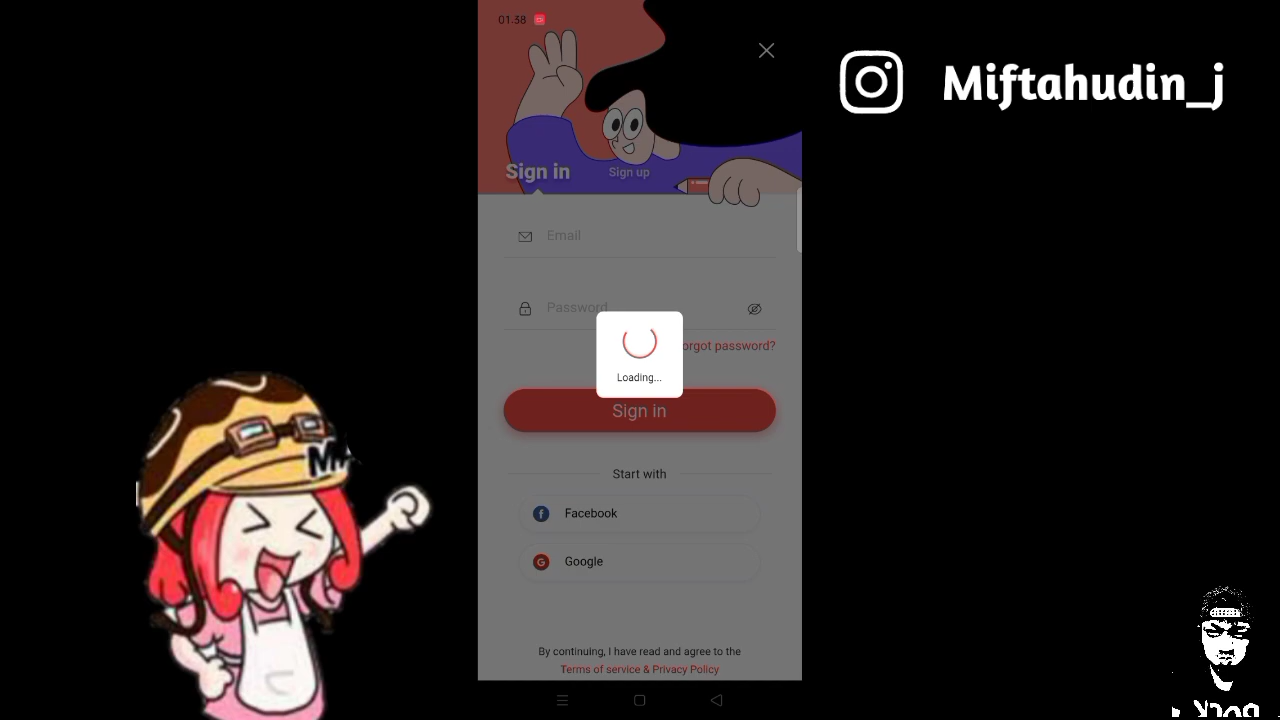 01.38
Miftahudin_j
Sign in
Sign up
Email
Password
orgot password?
Loading...
Sign in
Start with
Facebook
Google
By continuing, I have read and agree to the
Terms of service & Privacy Policy